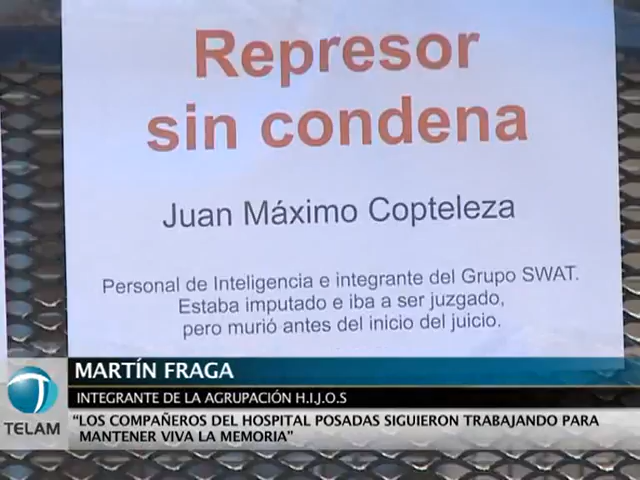 Represor
sin condena
Juan Máximo Copteleza
Personal de Inteligencia e integrante del Grupo SWAT.
Estaba imputado e iba a ser juzgado,
pero murió antes del inicio del juicio.
MARTÍN FRAGA
INTEGRANTE DE LA AGRUPACIÓN H.I.J.O.S
TELAM
“LOS COMPAÑEROS DEL HOSPITAL POSADAS SIGUIERON TRABAJANDO PARA
MANTENER VIVA LA MEMORIA”